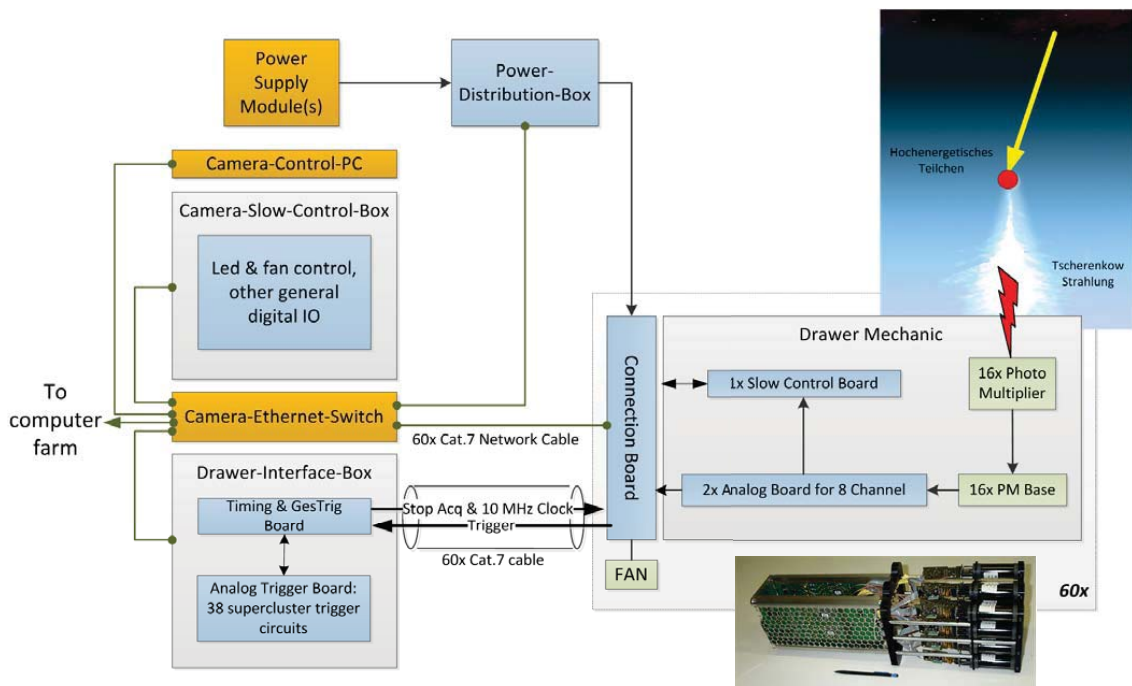 Power
Supply
Module(s)
Power-
Distribution-Box
Hochenergetisches
Teilchen
Tscherenkow
Strahlung
Camera-Control-PC
Camera-Slow-Control-Box
Led & fan control,
other general
digital IO
To
computer
farm
Camera-Ethernet-Switch
60x Cat.7 Network Cable
Drawer-Interface-Box
Timing & GesTrig
Board
Analog Trigger Board:
38 supercluster trigger
circuits
Stop Acq & 10 MHz Clock
Trigger
60x Cat.7 cable
Connection Board
FAN
Drawer Mechanic
1x Slow Control Board
16x Photo
Multiplier
2x Analog Board for 8 Channel
16x PM Base
60x